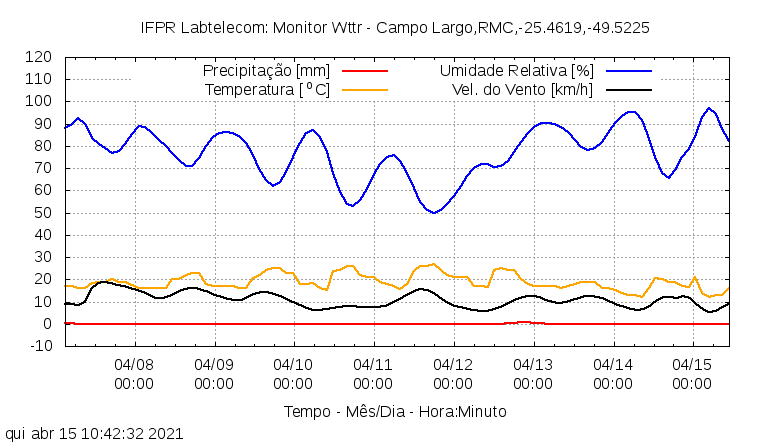 IFPR Labtelecom: Monitor Wttr - Campo Largo,RMC,-25.4619,-49.5225
Precipitação [mm]
Temperatura [⁰C]
Umidade Relativa [%]
Vel. do Vento [km/h]
120
110
100
90
80
70
60
50
40
30
20
10
0
-10
04/08 04/09 04/10 04/11 04/12 04/13 04/14 04/15
00:00 00:00 00:00 00:00 00:00 00:00 00:00 00:00
Tempo - Mês/Dia - Hora:Minuto
qui abr 15 10:42:32 2021